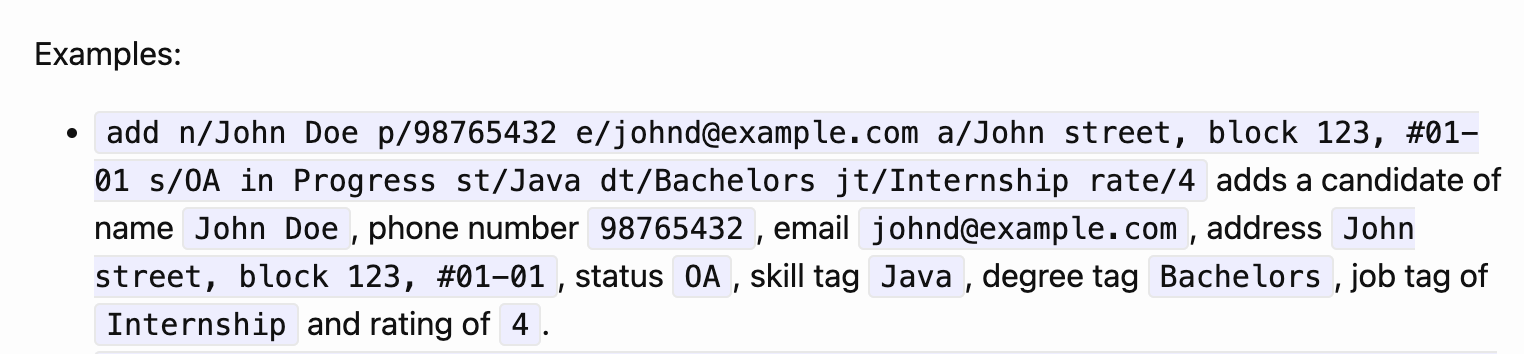 Examples:
• add n/John Doe p/98765432 e/johnd@example.com a/John street, block 123, #01-
01 s/OA in Progress st/Java dt/Bachelors jt/Internship rate/4 adds a candidate of
name John Doe, phone number 98765432, email johnd@example.com, address John
street, block 123, #01-01, status OA, skill tag Java, degree tag Bachelors, job tag of
Internship and rating of 4.